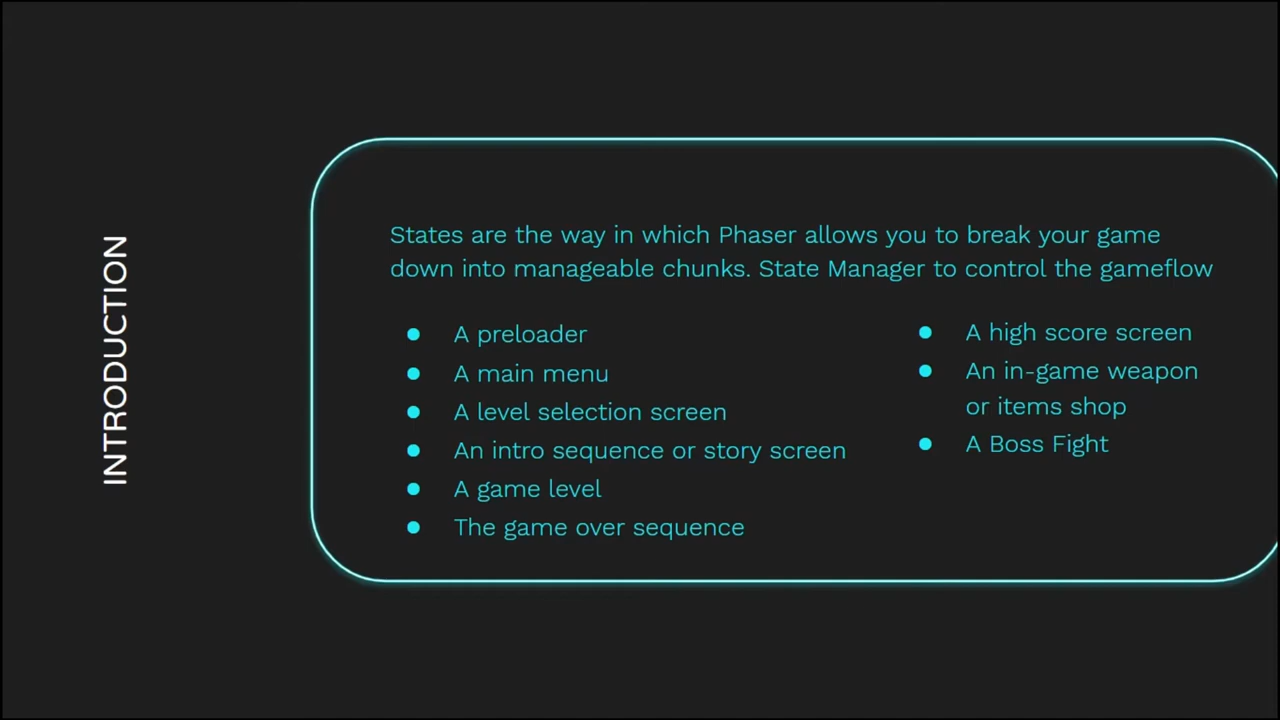 INTRODUCTION
States are the way in which Phaser allows you to break your game
down into manageable chunks. State Manager to control the gameflow
● A preloader
● A main menu
● A level selection screen
● An intro sequence or story screen
● A game level
● The game over sequence
● A high score screen
● An in-game weapon
or items shop
● A Boss Fight